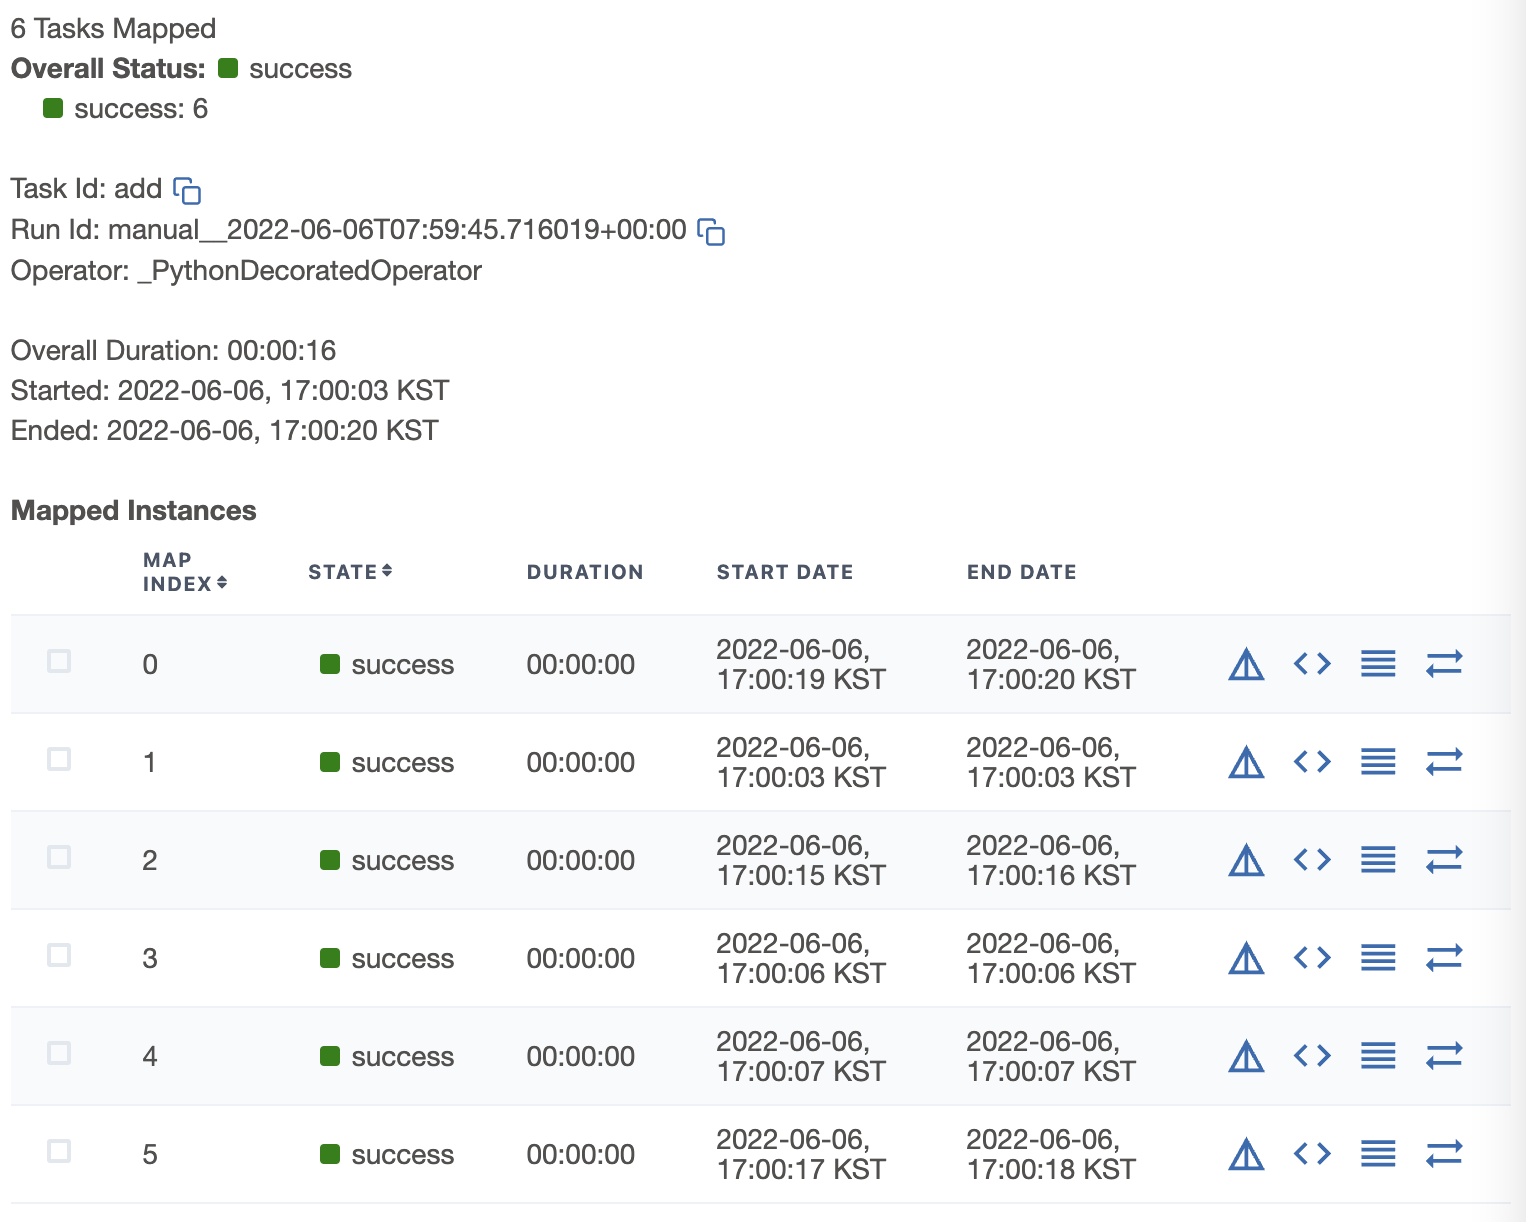 6 Tasks Mapped
Overall Status: success
success: 6
Task Id: add
Run Id: manual__2022-06-06T07:59:45.716019+00:00
Operator: _PythonDecoratedOperator
Overall Duration: 00:00:16
Started: 2022-06-06, 17:00:03 KST
Ended: 2022-06-06, 17:00:20 KST
Mapped Instances
MAP
INDEX STATE DURATION START DATE END DATE
0 success 00:00:00 2022-06-06, 2022-06-06,
17:00:19 KST 17:00:20 KST
1 success 00:00:00 2022-06-06, 2022-06-06,
17:00:03 KST 17:00:03 KST
2 success 00:00:00 2022-06-06, 2022-06-06,
17:00:15 KST 17:00:16 KST
3 success 00:00:00 2022-06-06, 2022-06-06,
17:00:06 KST 17:00:06 KST
4 success 00:00:00 2022-06-06, 2022-06-06,
17:00:07 KST 17:00:07 KST
5 success 00:00:00 2022-06-06, 2022-06-06,
17:00:17 KST 17:00:18 KST